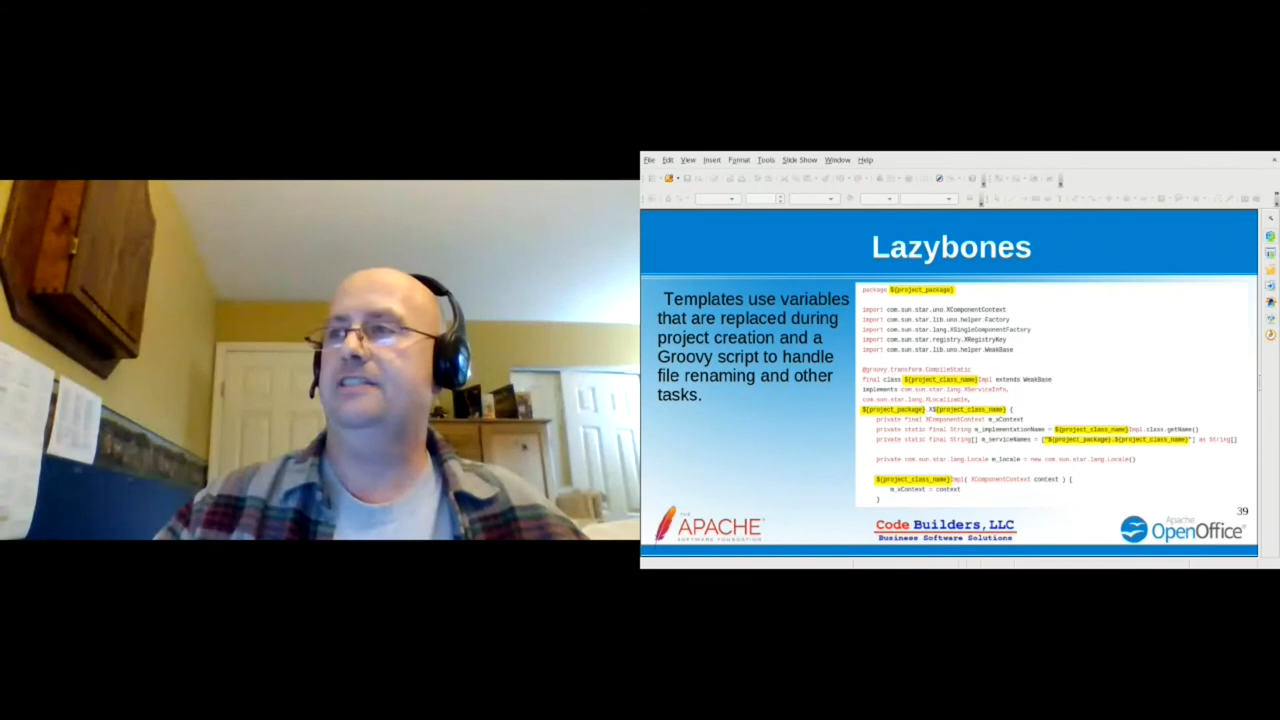 File Edit View Insert Format Tools Slide Show Window Help
Lazybones
Templates use variables
that are replaced during
project creation and a
Groovy script to handle
file renaming and other
tasks.
package ${project_package}
import com.sun.star.uno.XComponentContext
import com.sun.star.lib.uno.helper.Factory
import com.sun.star.lang.XSingleComponentFactory
import com.sun.star.registry.XRegistryKey
import com.sun.star.lib.uno.helper.WeakBase
@groovy.transform.CompileStatic
final class ${project_class_name}Impl extends WeakBase
implements com.sun.star.lang.XServiceInfo,
com.sun.star.lang.XLocalizable,
${project_package}.X${project_class_name} {
private final XComponentContext m_xContext
private static final String m_implementationName = ${project_class_name}Impl.class.getName()
private static final String[] m_serviceNames = ["${project_package}.${project_class_name}"] as String[]
private com.sun.star.lang.Locale m_locale = new com.sun.star.lang.Locale()
${project_class_name}Impl( XComponentContext context ) {
m_xContext = context
}
39
THE
APACHE
SOFTWARE FOUNDATION
Code Builders, LLC
Business Software Solutions
Apache
OpenOffice